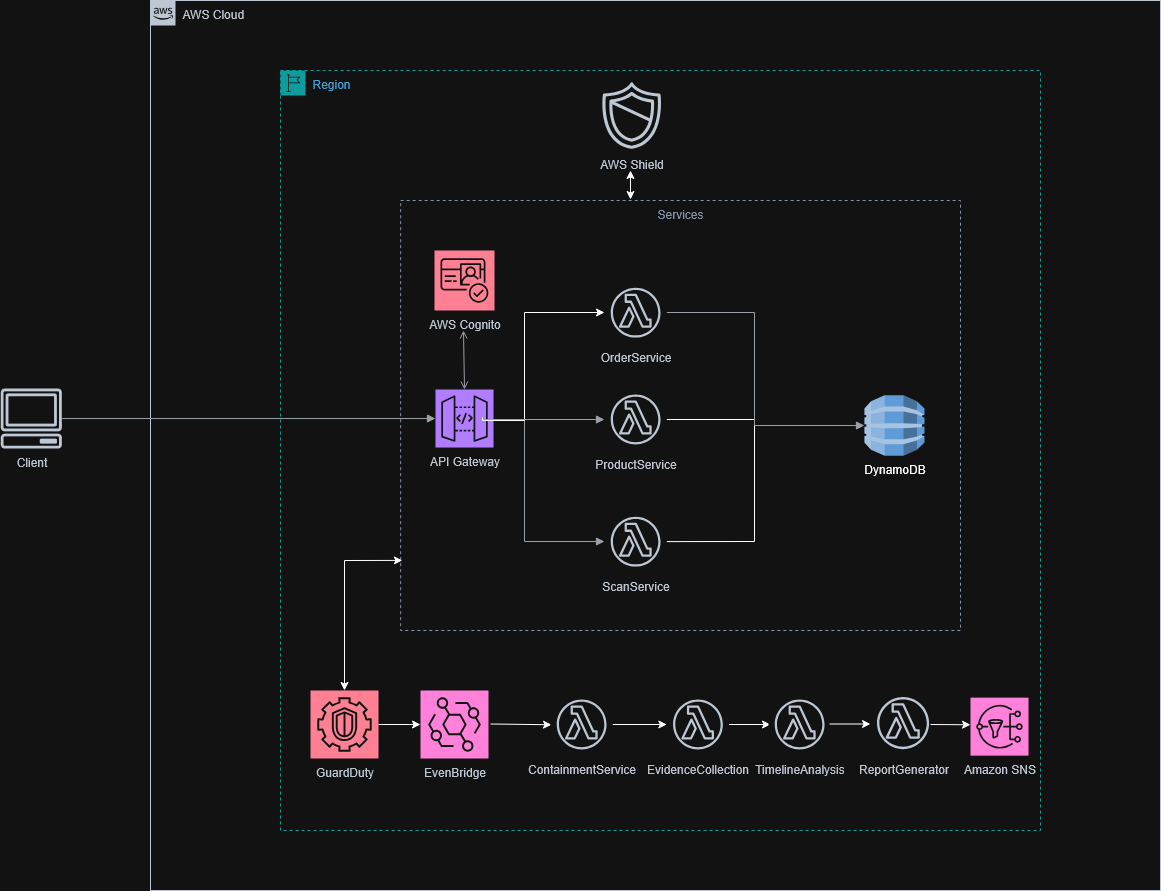 aws
AWS Cloud
Region
AWS Shield
Services
AWS Cognito
OrderService
Client
API Gateway
ProductService
DynamoDB
ScanService
GuardDuty
EvenBridge
ContainmentService
EvidenceCollection
TimelineAnalysis
ReportGenerator
Amazon SNS